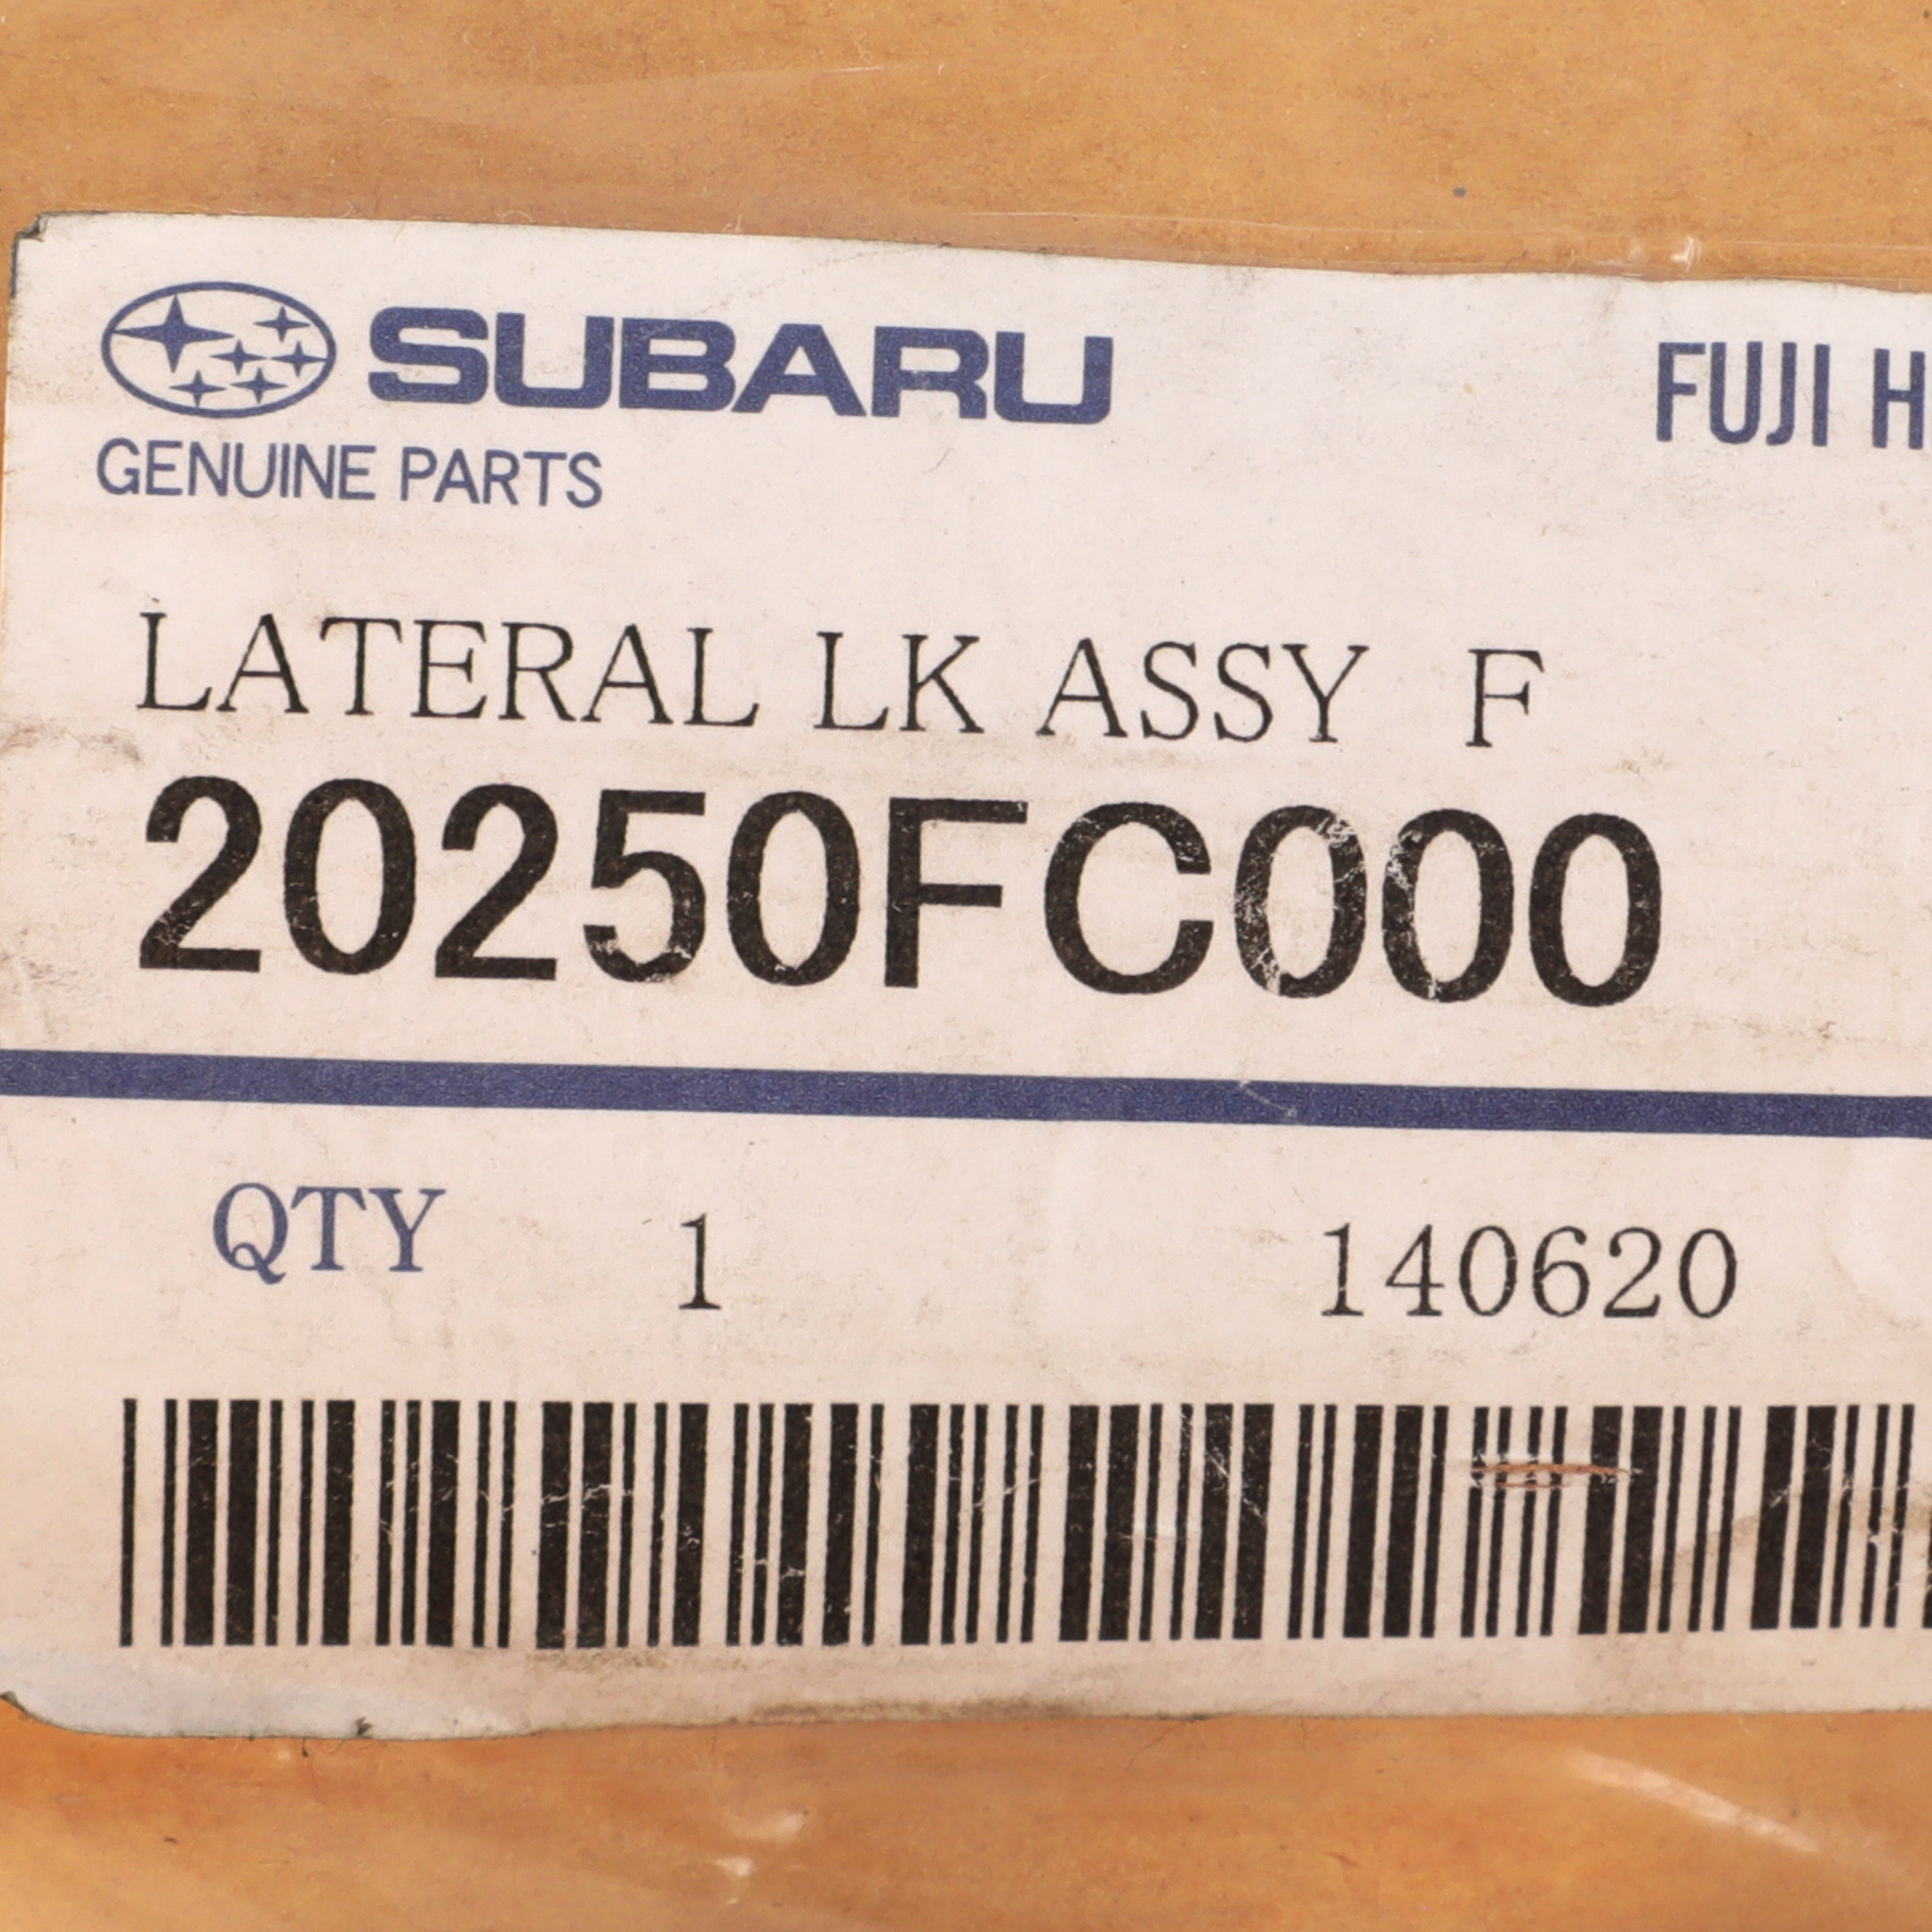 SUBARU
FUJI H
GENUINE PARTS
LATERAL LK ASSY F
20250FC000
QTY 1 140620